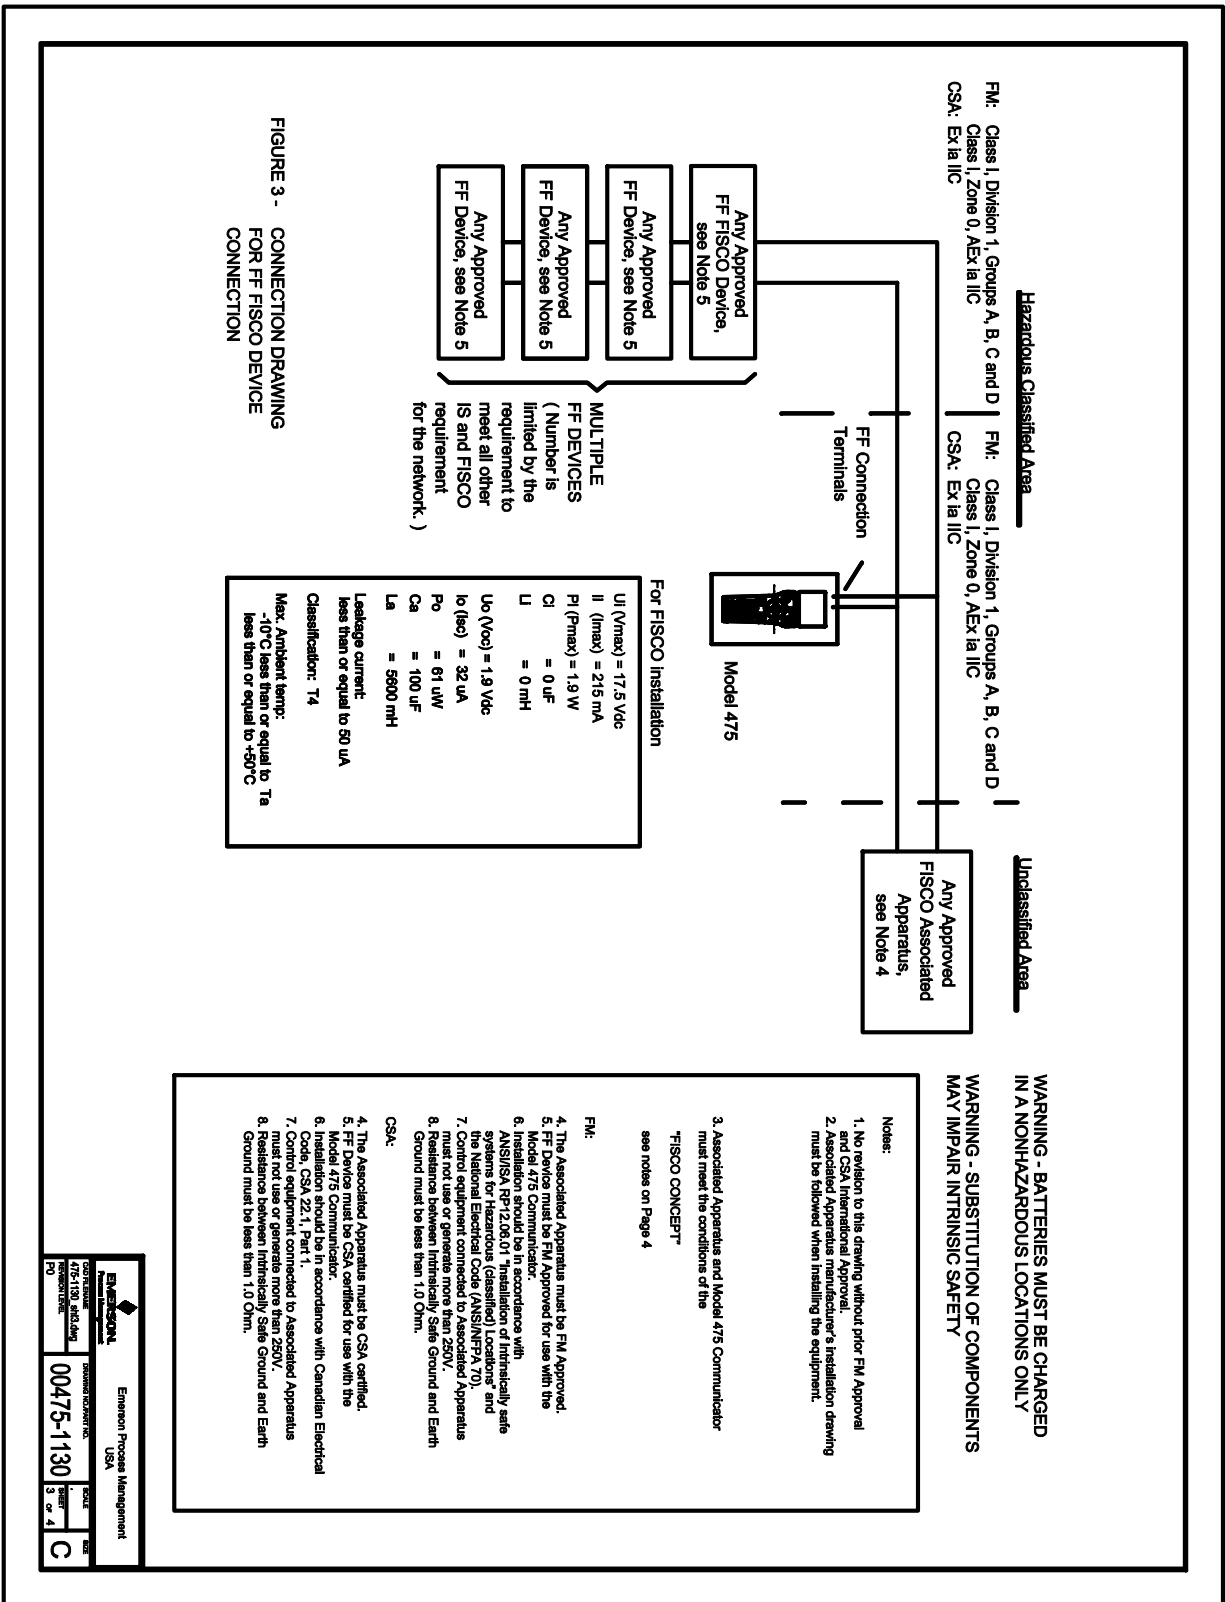 Hazardous Classified Area
Unclassified Area
FM: Class I, Division 1, Groups A, B, C and D
Class I, Zone 0, AEx ia IIC
CSA: Ex ia IIC
FM: Class I, Division 1, Groups A, B, C and D
Class I, Zone 0, AEx ia IIC
CSA: Ex ia IIC
WARNING - BATTERIES MUST BE CHARGED
IN A NONHAZARDOUS LOCATIONS ONLY
WARNING - SUBSTITUTION OF COMPONENTS
MAY IMPAIR INTRINSIC SAFETY
Any Approved
FISCO Associated
Apparatus,
see Note 4
FF Connection
Terminals
Any Approved
FF FISCO Device,
see Note 5
Any Approved
FF Device, see Note 5
Any Approved
FF Device, see Note 5
Any Approved
FF Device, see Note 5
MULTIPLE
FF DEVICES
( Number is
limited by the
requirement to
meet all other
IS and FISCO
requirement
for the network. )
Model 475
For FISCO installation
Ui (Vmax) = 17.5 Vdc
Ii (Imax) = 215 mA
Pi (Pmax) = 1.9 W
Ci = 0 uF
Li = 0 mH
Uo (Voc) = 1.9 Vdc
Io (Isc) = 32 uA
Po = 61 uW
Ca = 100 uF
La = 5600 mH
Leakage current:
less than or equal to 50 uA
Classification: T4
Max. Ambient temp:
-10°C less than or equal to Ta
less than or equal to +50°C
FIGURE 3 - CONNECTION DRAWING
FOR FF FISCO DEVICE
CONNECTION
Notes:
1. No revision to this drawing without prior FM Approval
and CSA International Approval.
2. Associated Apparatus manufacturer's installation drawing
must be followed when installing the equipment.
3. Associated Apparatus and Model 475 Communicator
must meet the conditions of the
"FISCO CONCEPT"
see notes on Page 4
FM:
4. The Associated Apparatus must be FM Approved.
5. FF Device must be FM Approved for use with the
Model 475 Communicator.
6. Installation should be in accordance with
ANSI/ISA RP12.06.01 "Installation of Intrinsically safe
systems for Hazardous (classified) Locations" and
the National Electrical Code (ANSI/NFPA 70).
7. Control equipment connected to Associated Apparatus
must not use or generate more than 250V.
8. Resistance between Intrinsically Safe Ground and Earth
Ground must be less than 1.0 Ohm.
CSA:
4. The Associated Apparatus must be CSA certified.
5. FF Device must be CSA certified for use with the
Model 475 Communicator.
6. Installation should be in accordance with Canadian Electrical
Code, CSA 22.1, Part 1.
7. Control equipment connected to Associated Apparatus
must not use or generate more than 250V.
8. Resistance between Intrinsically Safe Ground and Earth
Ground must be less than 1.0 Ohm.
EMERSON.
Process Management
Emerson Process Management
USA
CAD FILENAME
475-1130_sht3.dwg
REVISION LEVEL
P0
DRAWING NO./PART NO.
00475-1130
SCALE
SHEET
3 OF 4
SIZE
C